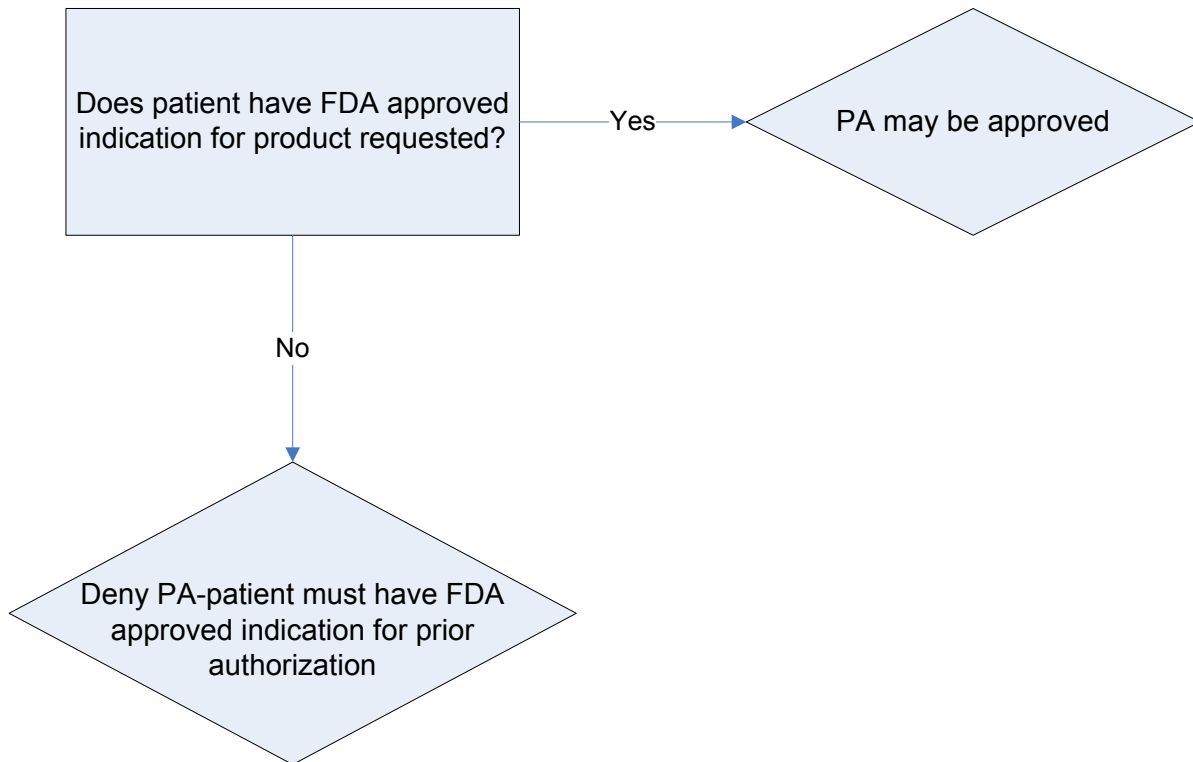 Does patient have FDA approved
indication for product requested?
Yes
PA may be approved
No
Deny PA-patient must have FDA
approved indication for prior
authorization